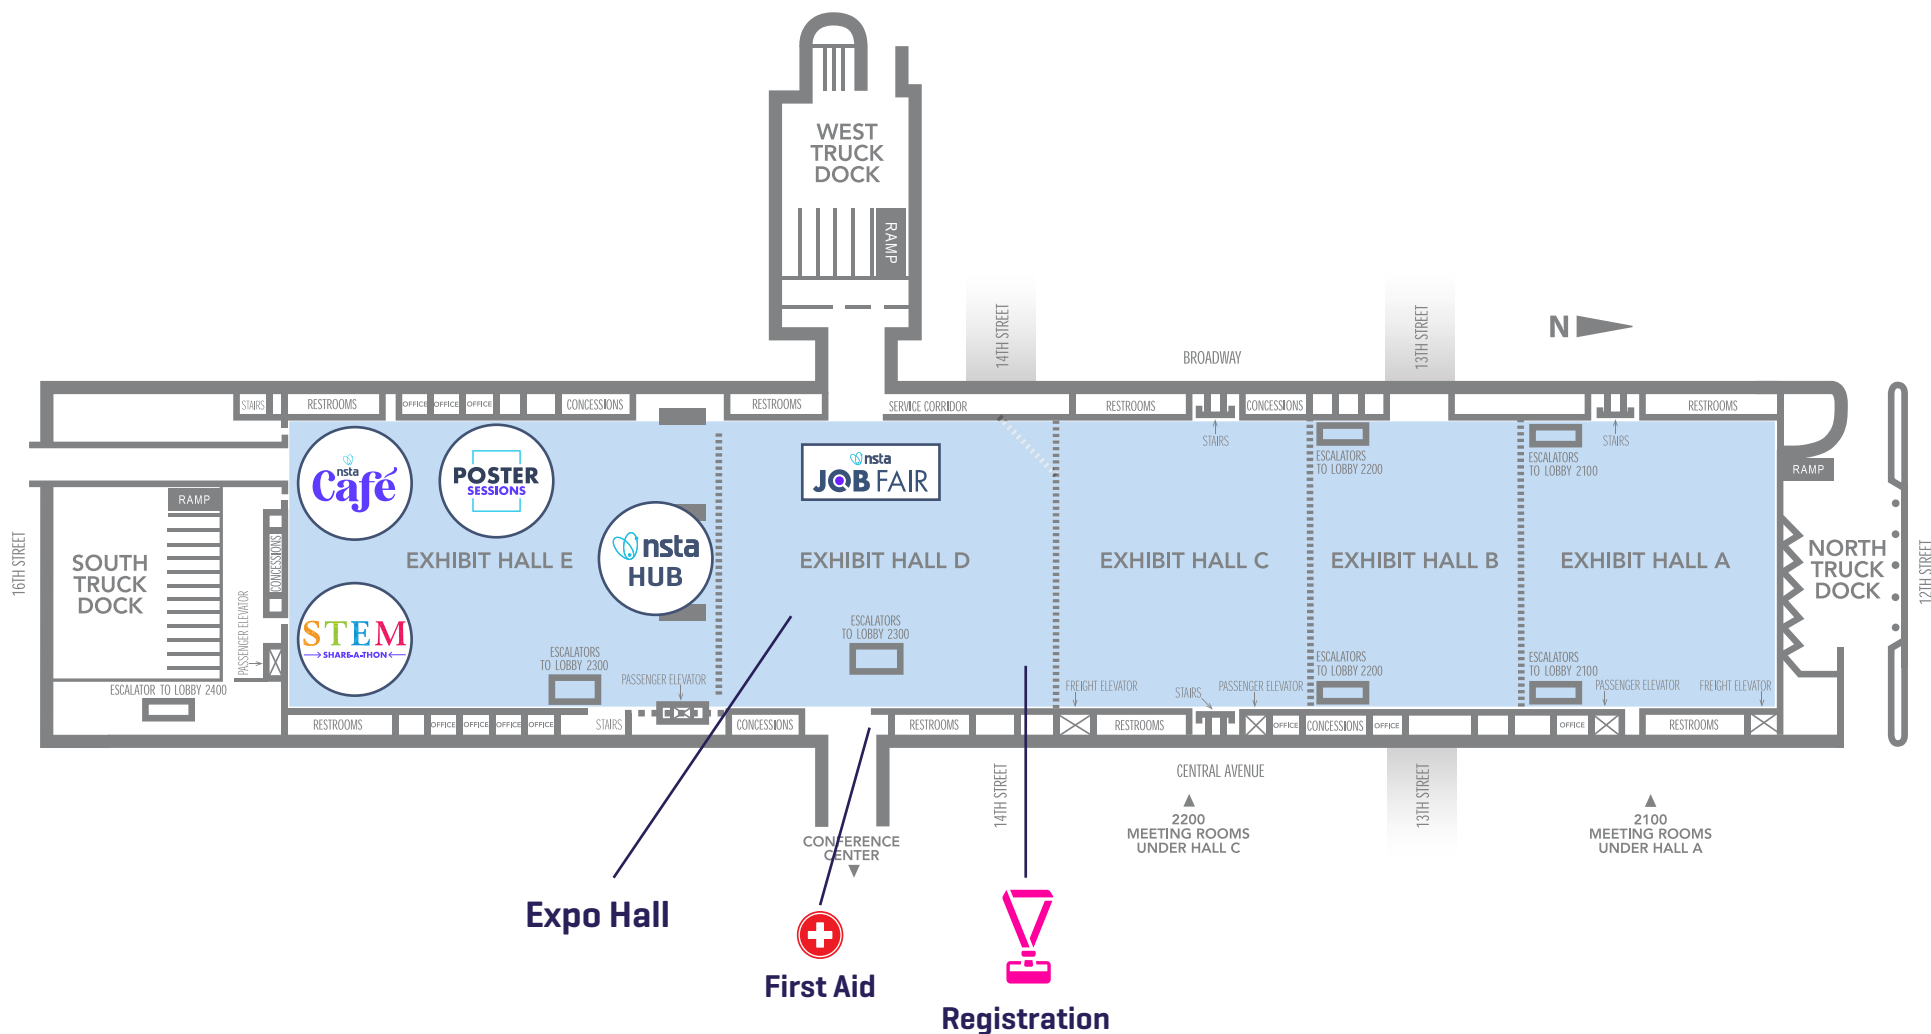 WEST
TRUCK
DOCK
RAMP
14TH STREET
13TH STREET
N
BROADWAY
STAIRS
RESTROOMS
OFFICE
OFFICE
OFFICE
CONCESSIONS
RESTROOMS
SERVICE CORRIDOR
RESTROOMS
CONCESSIONS
RESTROOMS
STAIRS
STAIRS
ESCALATORS
TO LOBBY 2200
ESCALATORS
TO LOBBY 2100
nsta
Café
POSTER
SESSIONS
nsta
JOB FAIR
RAMP
RAMP
16TH STREET
SOUTH
TRUCK
DOCK
CONCESSIONS
PASSENGER ELEVATOR
EXHIBIT HALL E
nsta
HUB
EXHIBIT HALL D
EXHIBIT HALL C
EXHIBIT HALL B
EXHIBIT HALL A
NORTH
TRUCK
DOCK
12TH STREET
STEM
SHARE-A-THON
ESCALATORS
TO LOBBY 2300
ESCALATORS
TO LOBBY 2300
ESCALATORS
TO LOBBY 2200
ESCALATORS
TO LOBBY 2100
ESCALATOR TO LOBBY 2400
PASSENGER ELEVATOR
FREIGHT ELEVATOR
STAIRS
PASSENGER ELEVATOR
PASSENGER ELEVATOR
FREIGHT ELEVATOR
RESTROOMS
OFFICE
OFFICE
OFFICE
OFFICE
STAIRS
CONCESSIONS
RESTROOMS
RESTROOMS
OFFICE
CONCESSIONS
OFFICE
OFFICE
RESTROOMS
14TH STREET
CENTRAL AVENUE
13TH STREET
2200
MEETING ROOMS
UNDER HALL C
2100
MEETING ROOMS
UNDER HALL A
CONFERENCE
CENTER
Expo Hall
First Aid
Registration